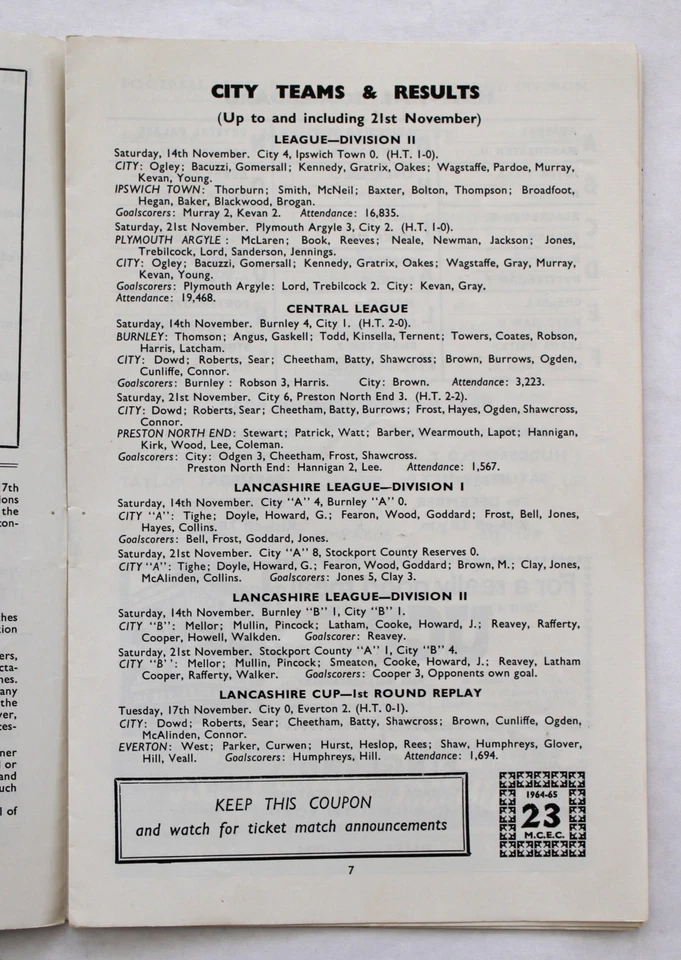 CITY TEAMS & RESULTS
(Up to and including 21st November)
LEAGUE—DIVISION II
Saturday, 14th November. City 4, Ipswich Town 0. (H.T. 1-0).
CITY: Ogley; Bacuzzi, Gomersall; Kennedy, Gratrix, Oakes; Wagstaffe, Pardoe, Murray,
Kevan, Young.
IPSWICH TOWN: Thorburn; Smith, McNeil; Baxter, Bolton, Thompson; Broadfoot,
Hegan, Baker, Blackwood, Brogan.
Goalscorers: Murray 2, Kevan 2. Attendance: 16,835.
Saturday, 21st November. Plymouth Argyle 3, City 2. (H.T. 1-0).
PLYMOUTH ARGYLE : McLaren; Book, Reeves; Neale, Newman, Jackson; Jones,
Trebilcock, Lord, Sanderson, Jennings.
CITY: Ogley; Bacuzzi, Gomersall; Kennedy, Gratrix, Oakes; Wagstaffe, Gray, Murray,
Kevan, Young.
Goalscorers: Plymouth Argyle: Lord, Trebilcock 2. City: Kevan, Gray.
Attendance: 19,468.
CENTRAL LEAGUE
Saturday, 14th November. Burnley 4, City 1. (H.T. 2-0).
BURNLEY: Thomson; Angus, Gaskell; Todd, Kinsella, Ternent; Towers, Coates, Robson,
Harris, Latcham.
CITY: Dowd; Roberts, Sear; Cheetham, Batty, Shawcross; Brown, Burrows, Ogden,
Cunliffe, Connor.
Goalscorers: Burnley : Robson 3, Harris. City: Brown. Attendance: 3,223.
Saturday, 21st November. City 6, Preston North End 3. (H.T. 2-2).
CITY: Dowd; Roberts, Sear; Cheetham, Batty, Burrows; Frost, Hayes, Ogden, Shawcross,
Connor.
PRESTON NORTH END: Stewart; Patrick, Watt; Barber, Wearmouth, Lapot; Hannigan,
Kirk, Wood, Lee, Coleman.
Goalscorers: City: Odgen 3, Cheetham, Frost, Shawcross.
Preston North End: Hannigan 2, Lee. Attendance: 1,567.
LANCASHIRE LEAGUE—DIVISION I
Saturday, 14th November. City "A" 4, Burnley "A" 0.
CITY "A": Tighe; Doyle, Howard, G.; Fearon, Wood, Goddard; Frost, Bell, Jones,
Hayes, Collins.
Goalscorers: Bell, Frost, Goddard, Jones.
Saturday, 21st November. City "A" 8, Stockport County Reserves 0.
CITY "A": Tighe; Doyle, Howard, G.; Fearon, Wood, Goddard; Brown, M.; Clay, Jones,
McAlinden, Collins. Goalscorers: Jones 5, Clay 3.
LANCASHIRE LEAGUE—DIVISION II
Saturday, 14th November. Burnley "B" 1, City "B" 1.
CITY "B": Mellor; Mullin, Pincock; Latham, Cooke, Howard, J.; Reavey, Rafferty,
Cooper, Howell, Walkden. Goalscorer: Reavey.
Saturday, 21st November. Stockport County "A" 1, City "B" 4.
CITY "B": Mellor; Mullin, Pincock; Smeaton, Cooke, Howard, J.; Reavey, Latham
Cooper, Rafferty, Walker. Goalscorers: Cooper 3, Opponents own goal.
LANCASHIRE CUP—1st ROUND REPLAY
Tuesday, 17th November. City 0, Everton 2. (H.T. 0-1).
CITY: Dowd; Roberts, Sear; Cheetham, Batty, Shawcross; Brown, Cunliffe, Ogden,
McAlinden, Connor.
EVERTON: West; Parker, Curwen; Hurst, Heslop, Rees; Shaw, Humphreys, Glover,
Hill, Veall. Goalscorers: Humphreys, Hill. Attendance: 1,694.
KEEP THIS COUPON
and watch for ticket match announcements
1964-65
23
M.C.E.C.
7